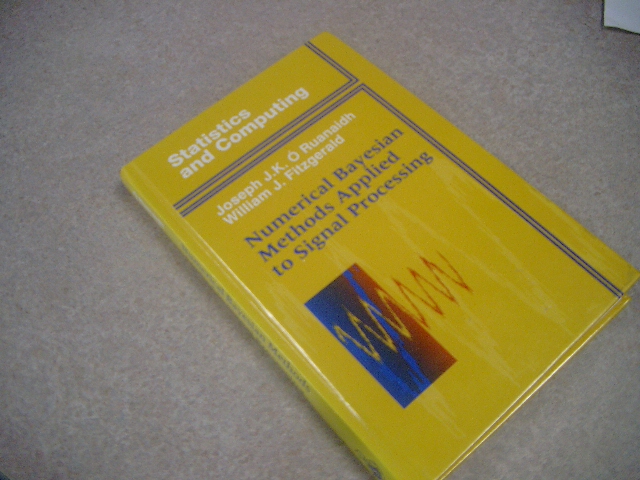 Statistics
and Computing
Joseph J.K. Ó Ruanaidh
William J. Fitzgerald
Numerical Bayesian
Methods Applied
to Signal Processing